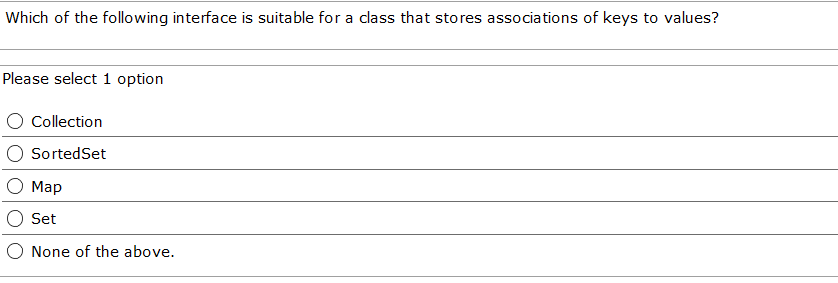 Which of the following interface is suitable for a class that stores associations of keys to values?
Please select 1 option
Collection
SortedSet
Map
Set
None of the above.